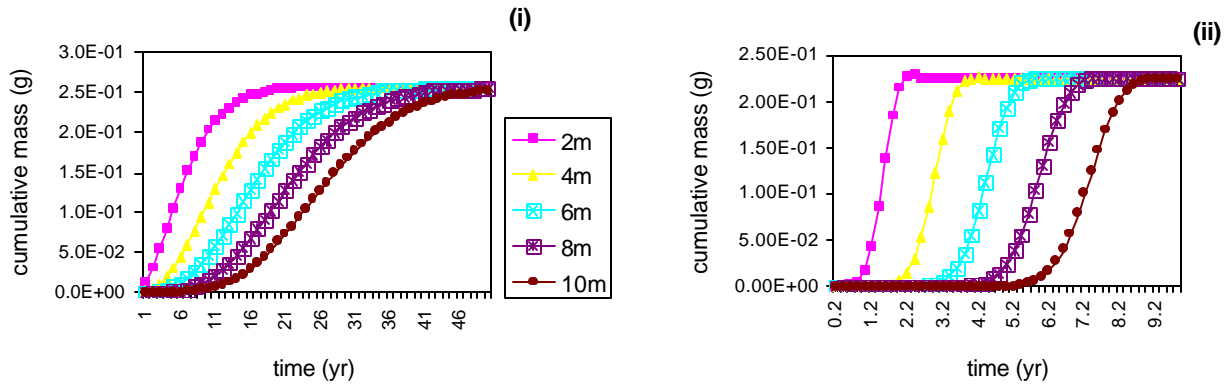 (i)
cumulative mass (g)
3.0E-01
2.5E-01
2.0E-01
1.5E-01
1.0E-01
5.0E-02
0.0E+00
1 6 11 16 21 26 31 36 41 46
time (yr)
2m
4m
6m
8m
10m
(ii)
cumulative mass (g)
2.50E-01
2.00E-01
1.50E-01
1.00E-01
5.00E-02
0.00E+00
0.2 1.2 2.2 3.2 4.2 5.2 6.2 7.2 8.2 9.2
time (yr)